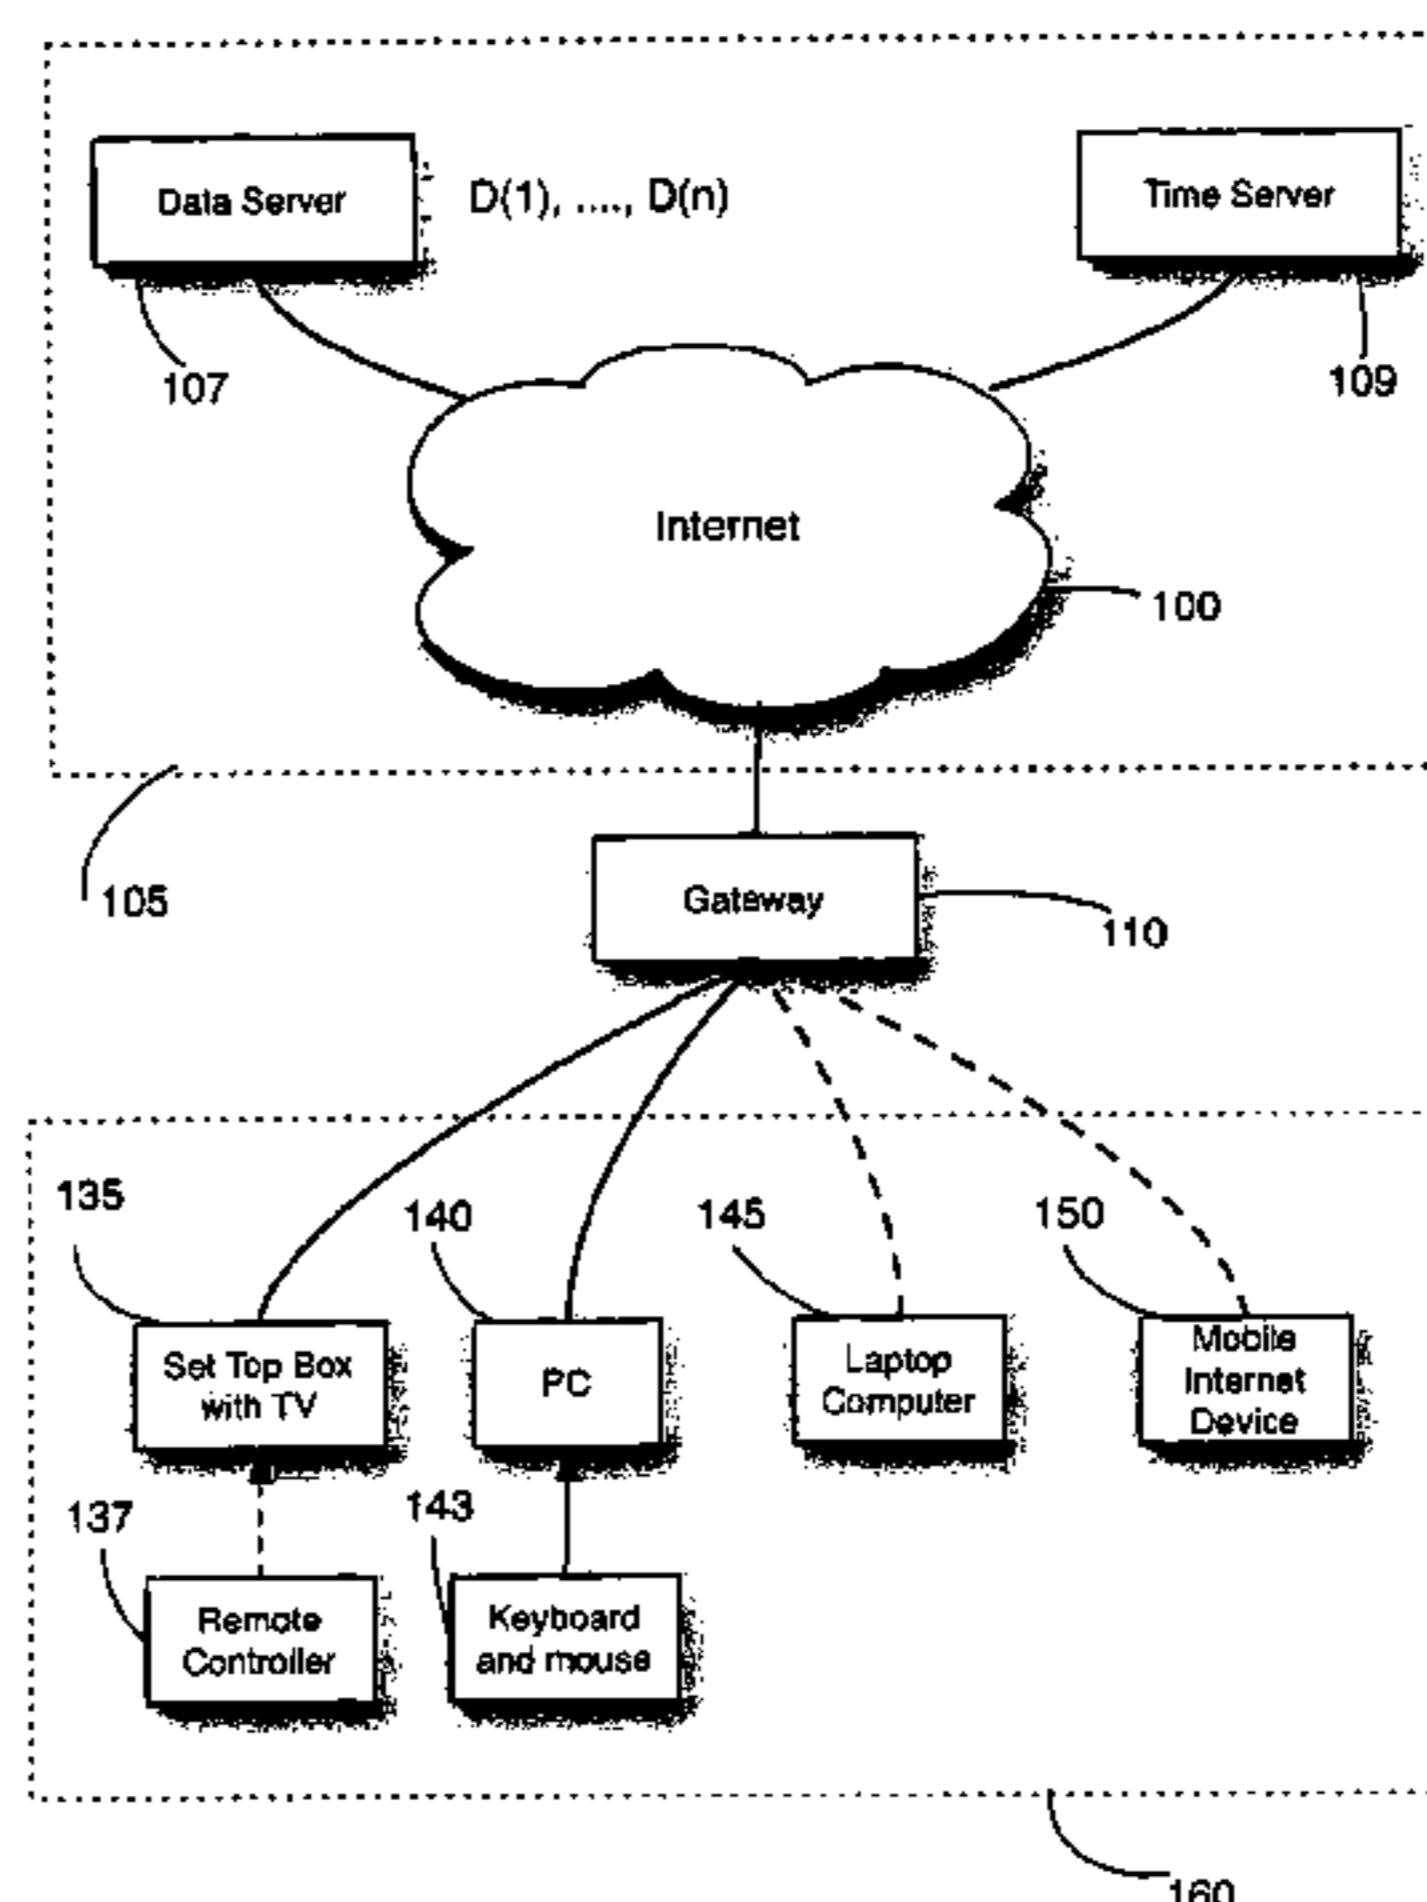 Data Server
D(1), ...., D(n)
Time Server
107
109
Internet
100
105
Gateway
110
135
140
145
150
Set Top Box
with TV
PC
Laptop
Computer
Mobile
Internet
Device
137
143
Remote
Controller
Keyboard
and mouse
160